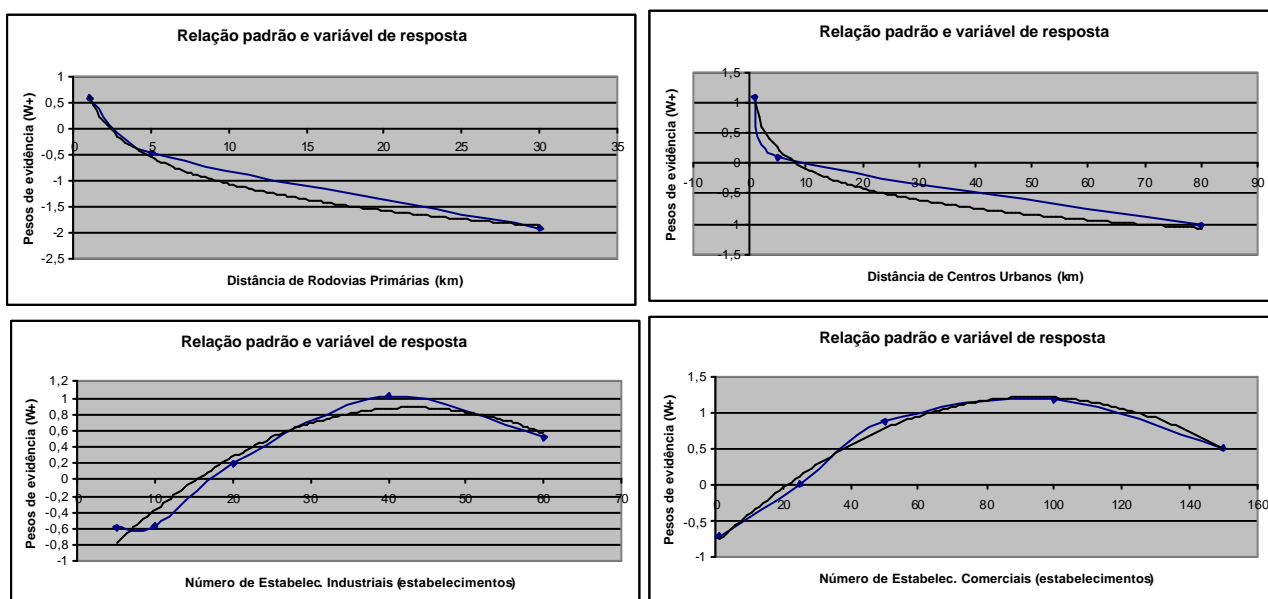 Relação padrão e variável de resposta
Pesos de evidência (W+)
1
0,5
0
-0,5
-1
-1,5
-2
-2,5
0 5 10 15 20 25 30 35
Distância de Rodovias Primárias (km)
Relação padrão e variável de resposta
Pesos de evidência (W+)
1,5
1
0,5
0
-0,5
-1
-1,5
-10 0 10 20 30 40 50 60 70 80 90
Distância de Centros Urbanos (km)
Relação padrão e variável de resposta
Pesos de evidência (W+)
1,2
1
0,8
0,6
0,4
0,2
0
-0,2
-0,4
-0,6
-0,8
-1
0 10 20 30 40 50 60 70
Número de Estabelec. Industriais (estabelecimentos)
Relação padrão e variável de resposta
Pesos de evidência (W+)
1,5
1
0,5
0
-0,5
-1
0 20 40 60 80 100 120 140 160
Número de Estabelec. Comerciais (estabelecimentos)